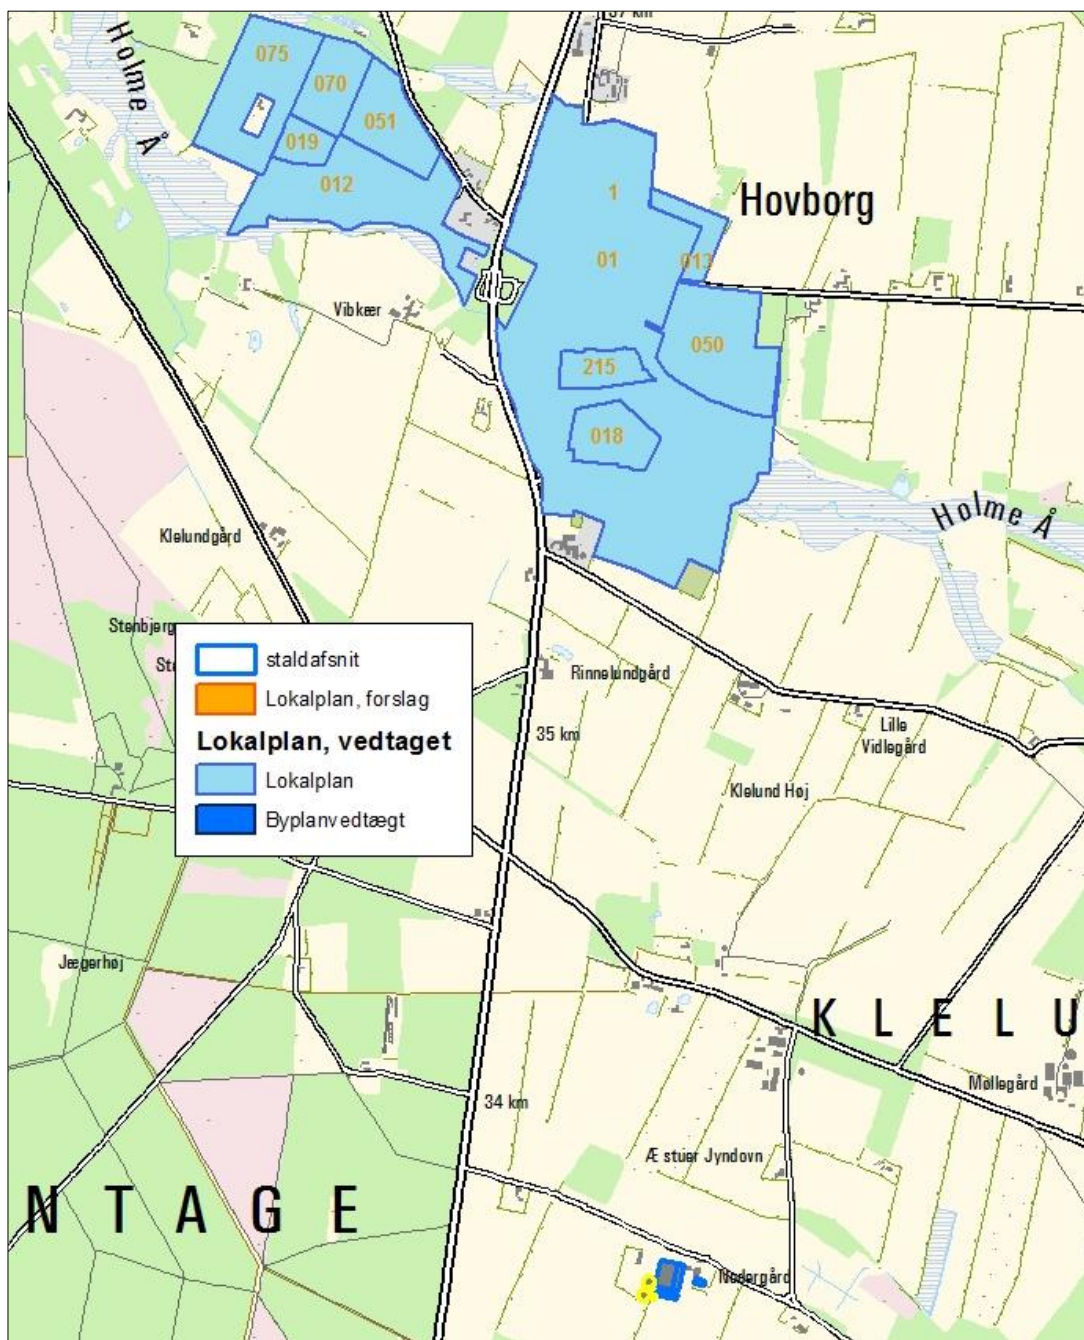 37 km
Holme Å
075
070
051
019
012
1
Hovborg
01
013
Vibkær
050
215
018
Holme Å
Klelundgård
Stenbjerg
staldafsnit
Lokalplan, forslag
Lokalplan, vedtaget
Lokalplan
Byplanvedtægt
Rinnelundgård
35 km
Lille
Vidlegård
Klelund Høj
Jægerhøj
K L E L U
Møllegård
34 km
Æ stuer Jyndovn
N T A G E
Nedergård